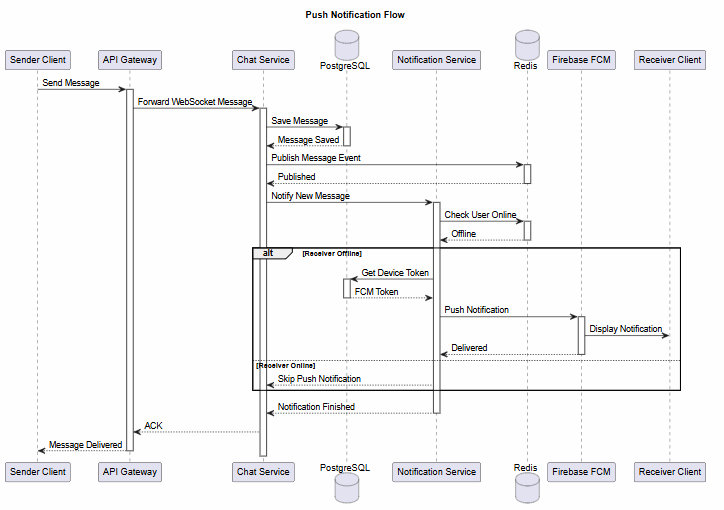 Push Notification Flow
Sender Client
API Gateway
Chat Service
PostgreSQL
Notification Service
Redis
Firebase FCM
Receiver Client
Send Message
Forward WebSocket Message
Save Message
Message Saved
Publish Message Event
Published
Notify New Message
Check User Online
Offline
alt
[Receiver Offline]
Get Device Token
FCM Token
Push Notification
Display Notification
Delivered
[Receiver Online]
Skip Push Notification
Notification Finished
ACK
Message Delivered
Sender Client
API Gateway
Chat Service
PostgreSQL
Notification Service
Redis
Firebase FCM
Receiver Client